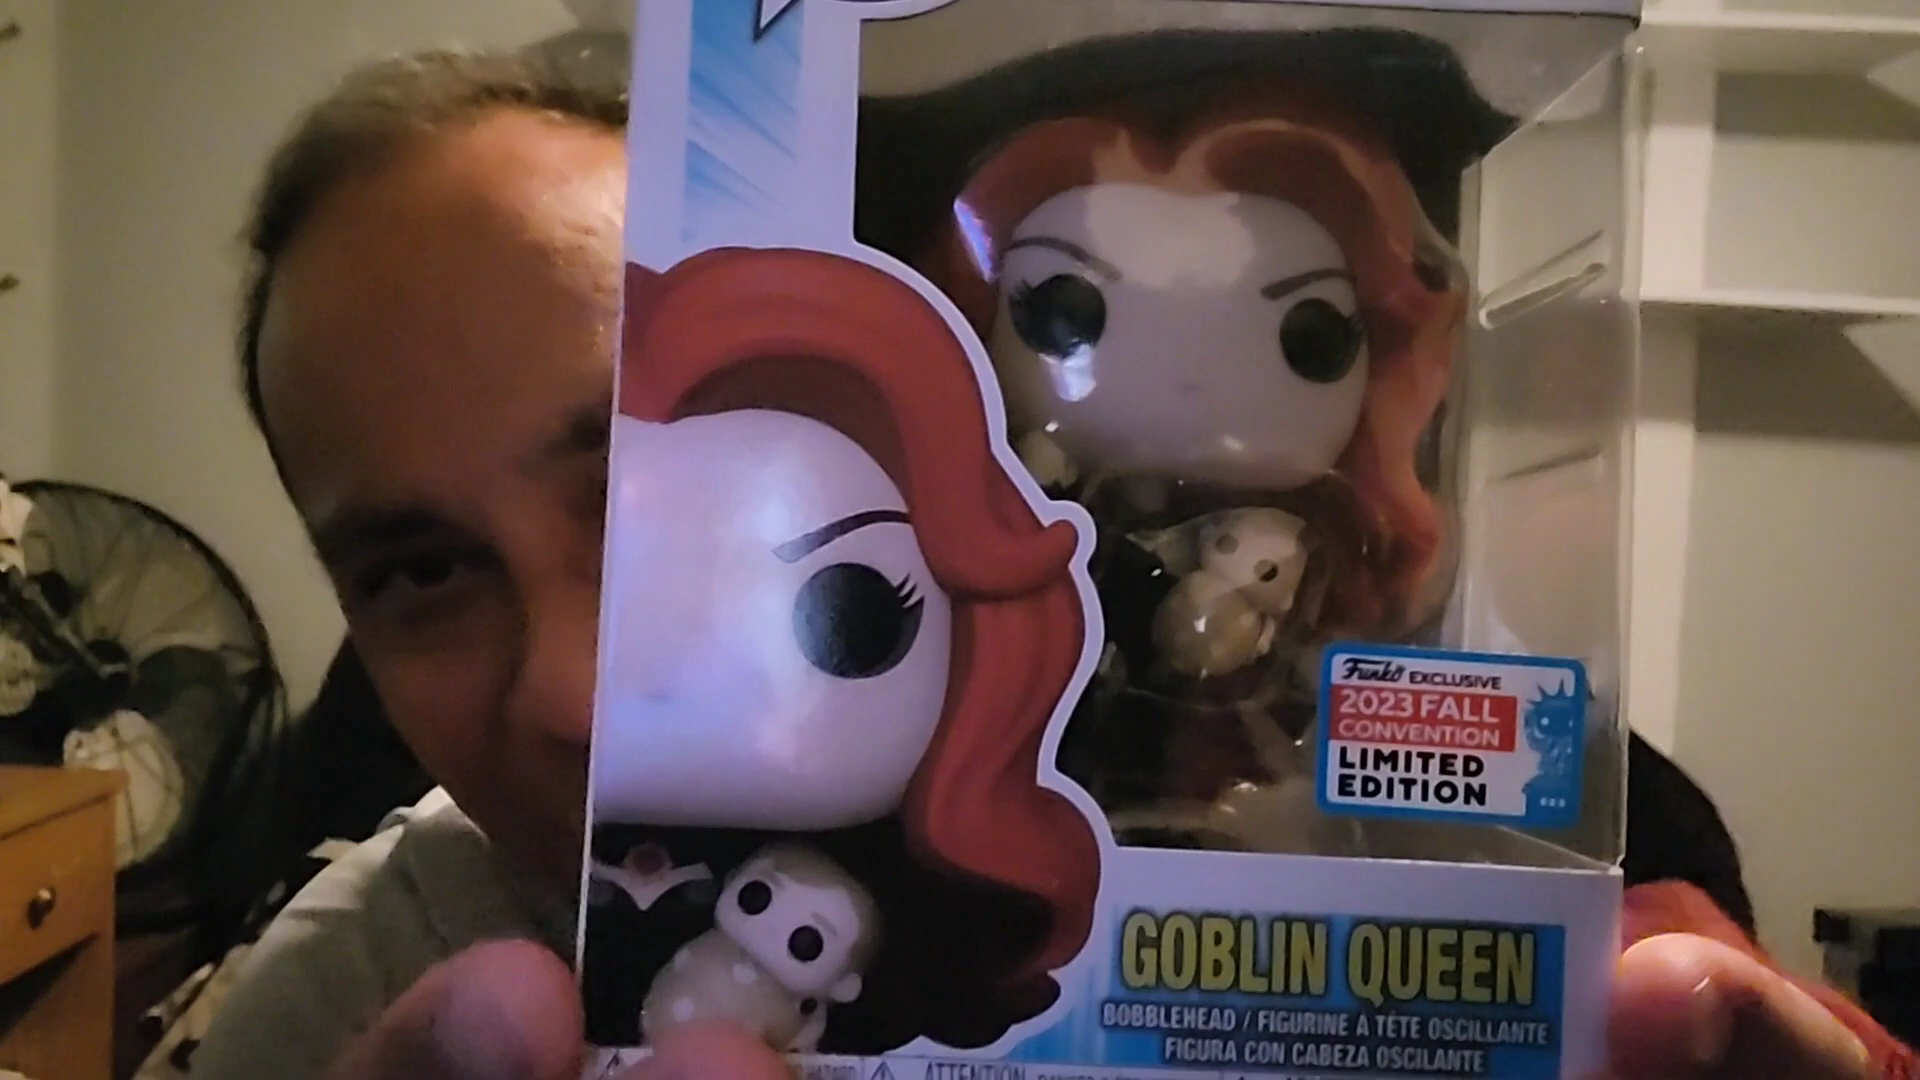 Funko EXCLUSIVE
2023 FALL
CONVENTION
LIMITED
EDITION
GOBLIN QUEEN
BOBBLEHEAD / FIGURINE À TÊTE OSCILLANTE
FIGURA CON CABEZA OSCILANTE
ATTENTION